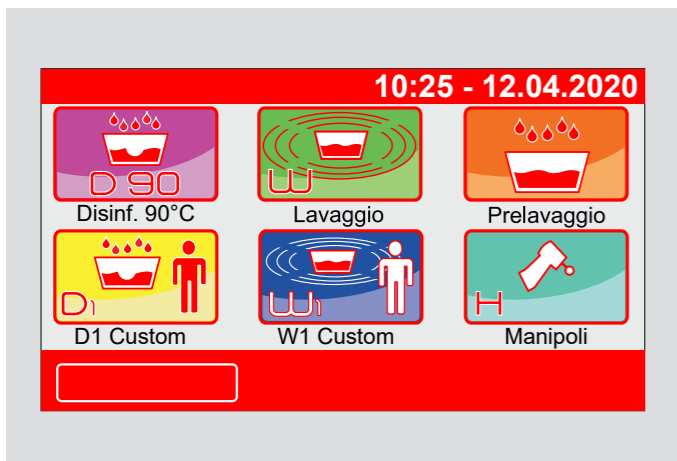 10:25 - 12.04.2020
D 90
W
Disinf. 90°C
Lavaggio
Prelavaggio
D1
W1
H
D1 Custom
W1 Custom
Manipoli